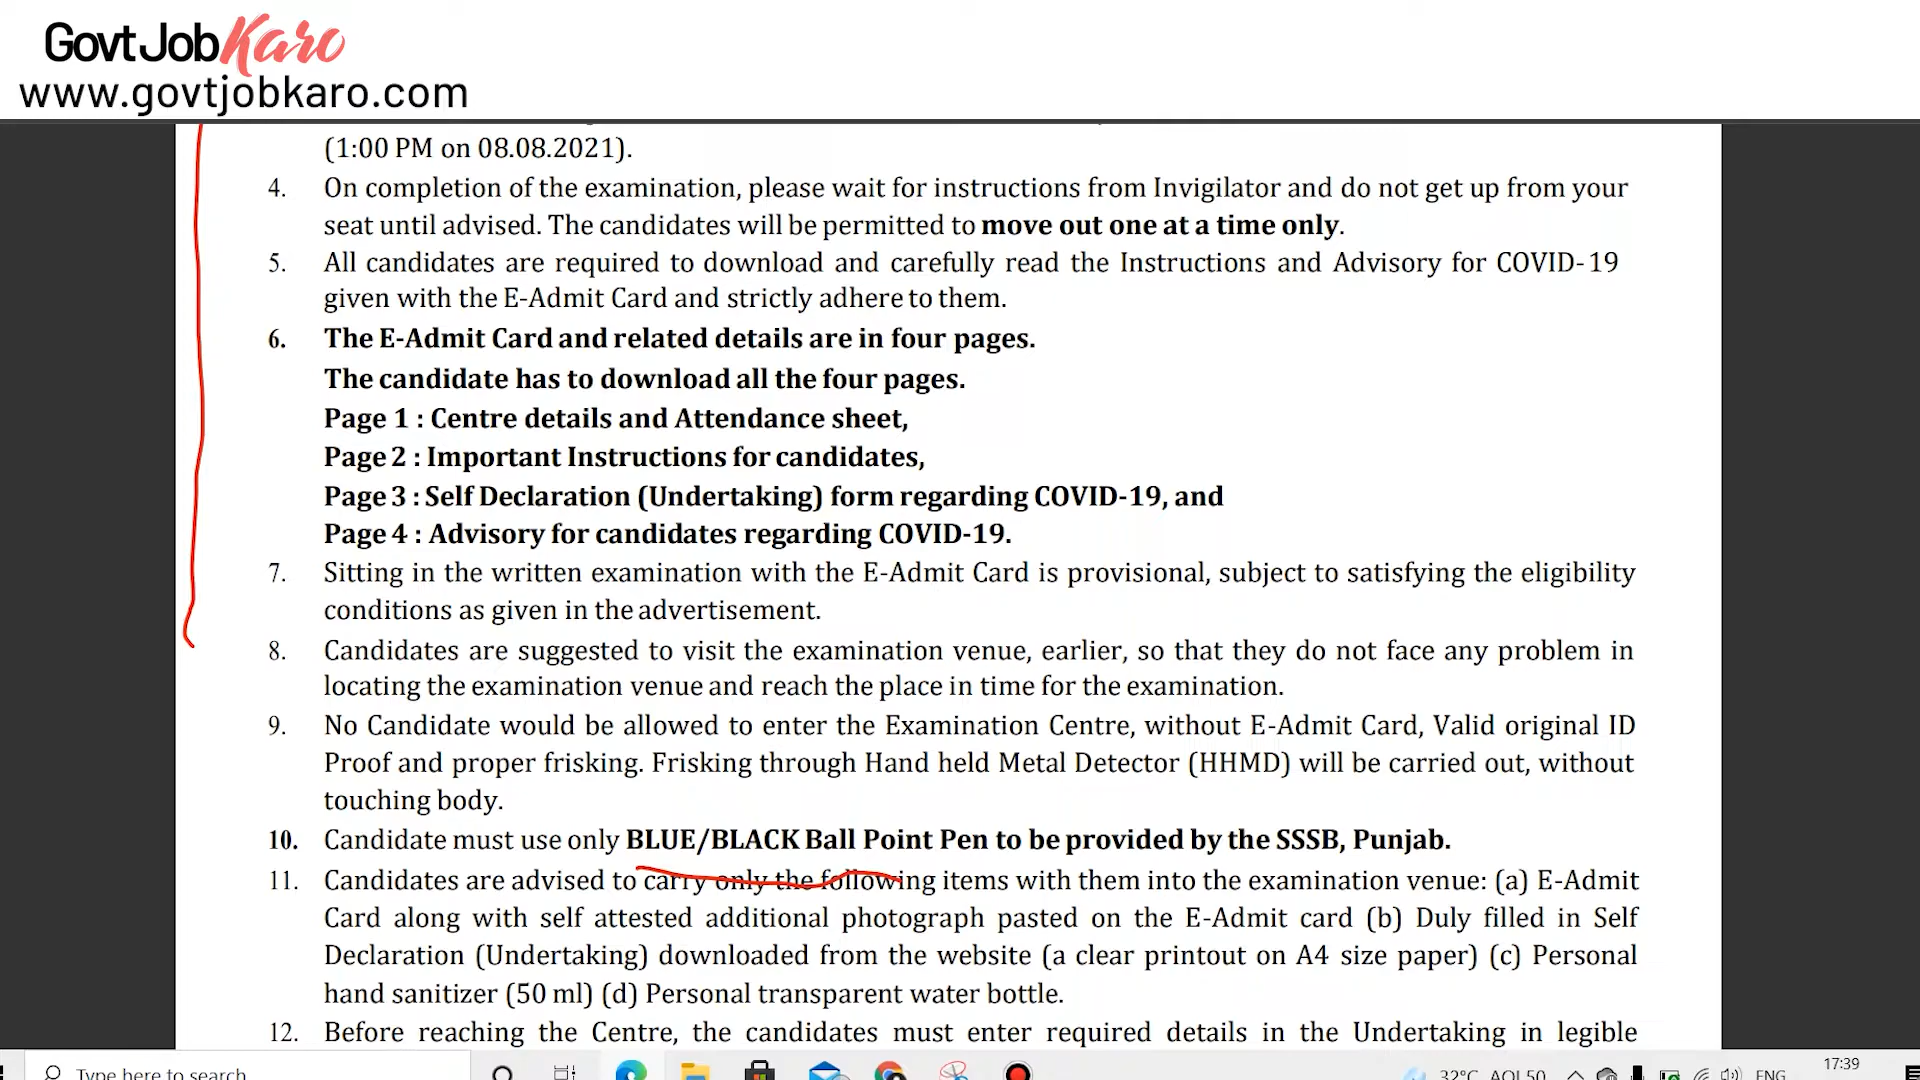 GovtJobKaro
www.govtjobkaro.com
(1:00 PM on 08.08.2021).
4. On completion of the examination, please wait for instructions from Invigilator and do not get up from your
seat until advised. The candidates will be permitted to move out one at a time only.
5. All candidates are required to download and carefully read the Instructions and Advisory for COVID-19
given with the E-Admit Card and strictly adhere to them.
6. The E-Admit Card and related details are in four pages.
The candidate has to download all the four pages.
Page 1 : Centre details and Attendance sheet,
Page 2 : Important Instructions for candidates,
Page 3 : Self Declaration (Undertaking) form regarding COVID-19, and
Page 4 : Advisory for candidates regarding COVID-19.
7. Sitting in the written examination with the E-Admit Card is provisional, subject to satisfying the eligibility
conditions as given in the advertisement.
8. Candidates are suggested to visit the examination venue, earlier, so that they do not face any problem in
locating the examination venue and reach the place in time for the examination.
9. No Candidate would be allowed to enter the Examination Centre, without E-Admit Card, Valid original ID
Proof and proper frisking. Frisking through Hand held Metal Detector (HHMD) will be carried out, without
touching body.
10. Candidate must use only BLUE/BLACK Ball Point Pen to be provided by the SSSB, Punjab.
11. Candidates are advised to carry only the following items with them into the examination venue: (a) E-Admit
Card along with self attested additional photograph pasted on the E-Admit card (b) Duly filled in Self
Declaration (Undertaking) downloaded from the website (a clear printout on A4 size paper) (c) Personal
hand sanitizer (50 ml) (d) Personal transparent water bottle.
12. Before reaching the Centre, the candidates must enter required details in the Undertaking in legible
Type here to search
32°C AQI 50 ENG 17:39